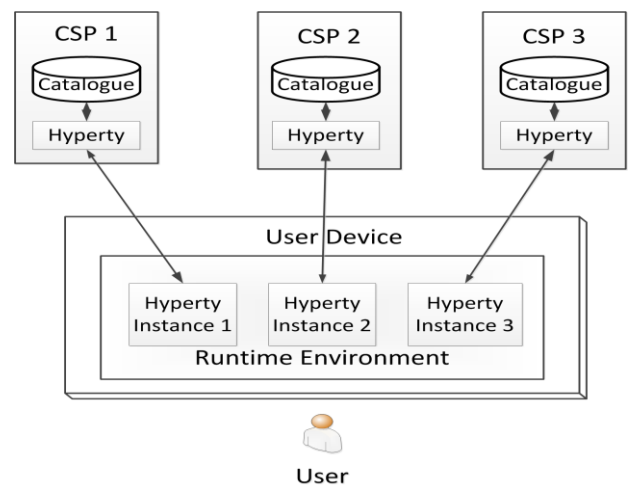 CSP 1
CSP 2
CSP 3
Catalogue
Catalogue
Catalogue
Hyperty
Hyperty
Hyperty
User Device
Hyperty
Instance 1
Hyperty
Instance 2
Hyperty
Instance 3
Runtime Environment
User